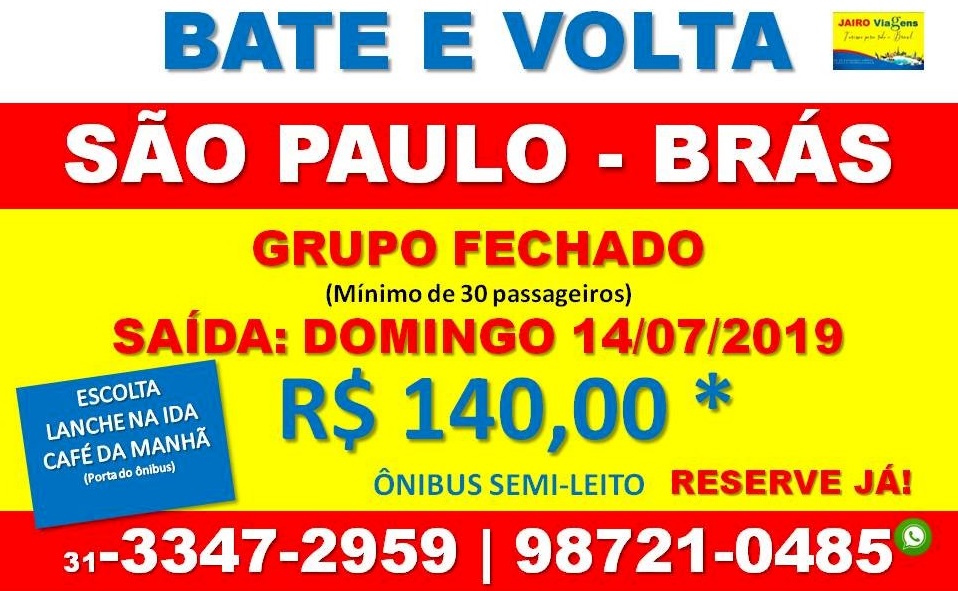 BATE E VOLTA
JAIRO Viagens
SÃO PAULO - BRÁS
GRUPO FECHADO
(Mínimo de 30 passageiros)
SAÍDA: DOMINGO 14/07/2019
R$ 140,00 *
ESCOLTA
LANCHE NA IDA
CAFÉ DA MANHÃ
(Porta do ônibus)
ÔNIBUS SEMI-LEITO RESERVE JÁ!
31-3347-2959 | 98721-0485